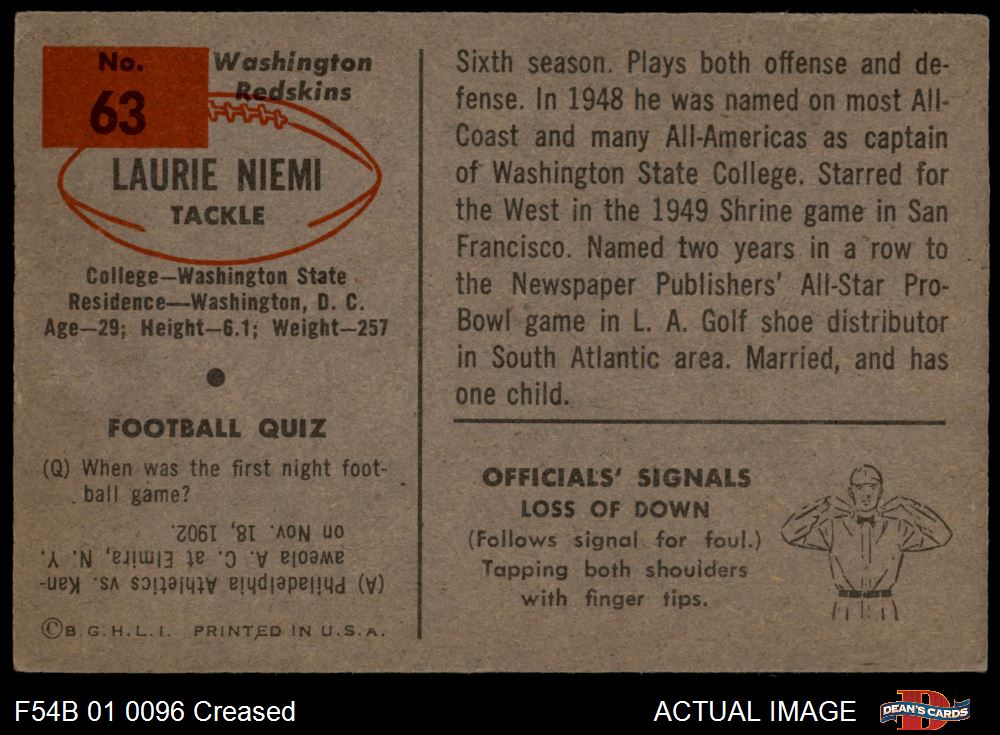 No.
63
Washington
Redskins
LAURIE NIEMI
TACKLE
College—Washington State
Residence—Washington, D. C.
Age—29; Height—6.1; Weight—257
FOOTBALL QUIZ
(Q) When was the first night foot-
ball game?
(A) Philadelphia Athletics vs. Kan-
aweola A. C. at Elmira, N. Y.
on Nov. 18, 1902.
©B.G.H.L.I. PRINTED IN U.S.A.
Sixth season. Plays both offense and de-
fense. In 1948 he was named on most All-
Coast and many All-Americas as captain
of Washington State College. Starred for
the West in the 1949 Shrine game in San
Francisco. Named two years in a row to
the Newspaper Publishers' All-Star Pro-
Bowl game in L. A. Golf shoe distributor
in South Atlantic area. Married, and has
one child.
OFFICIALS' SIGNALS
LOSS OF DOWN
(Follows signal for foul.)
Tapping both shoulders
with finger tips.
F54B 01 0096 Creased
ACTUAL IMAGE
D
DEAN'S CARDS